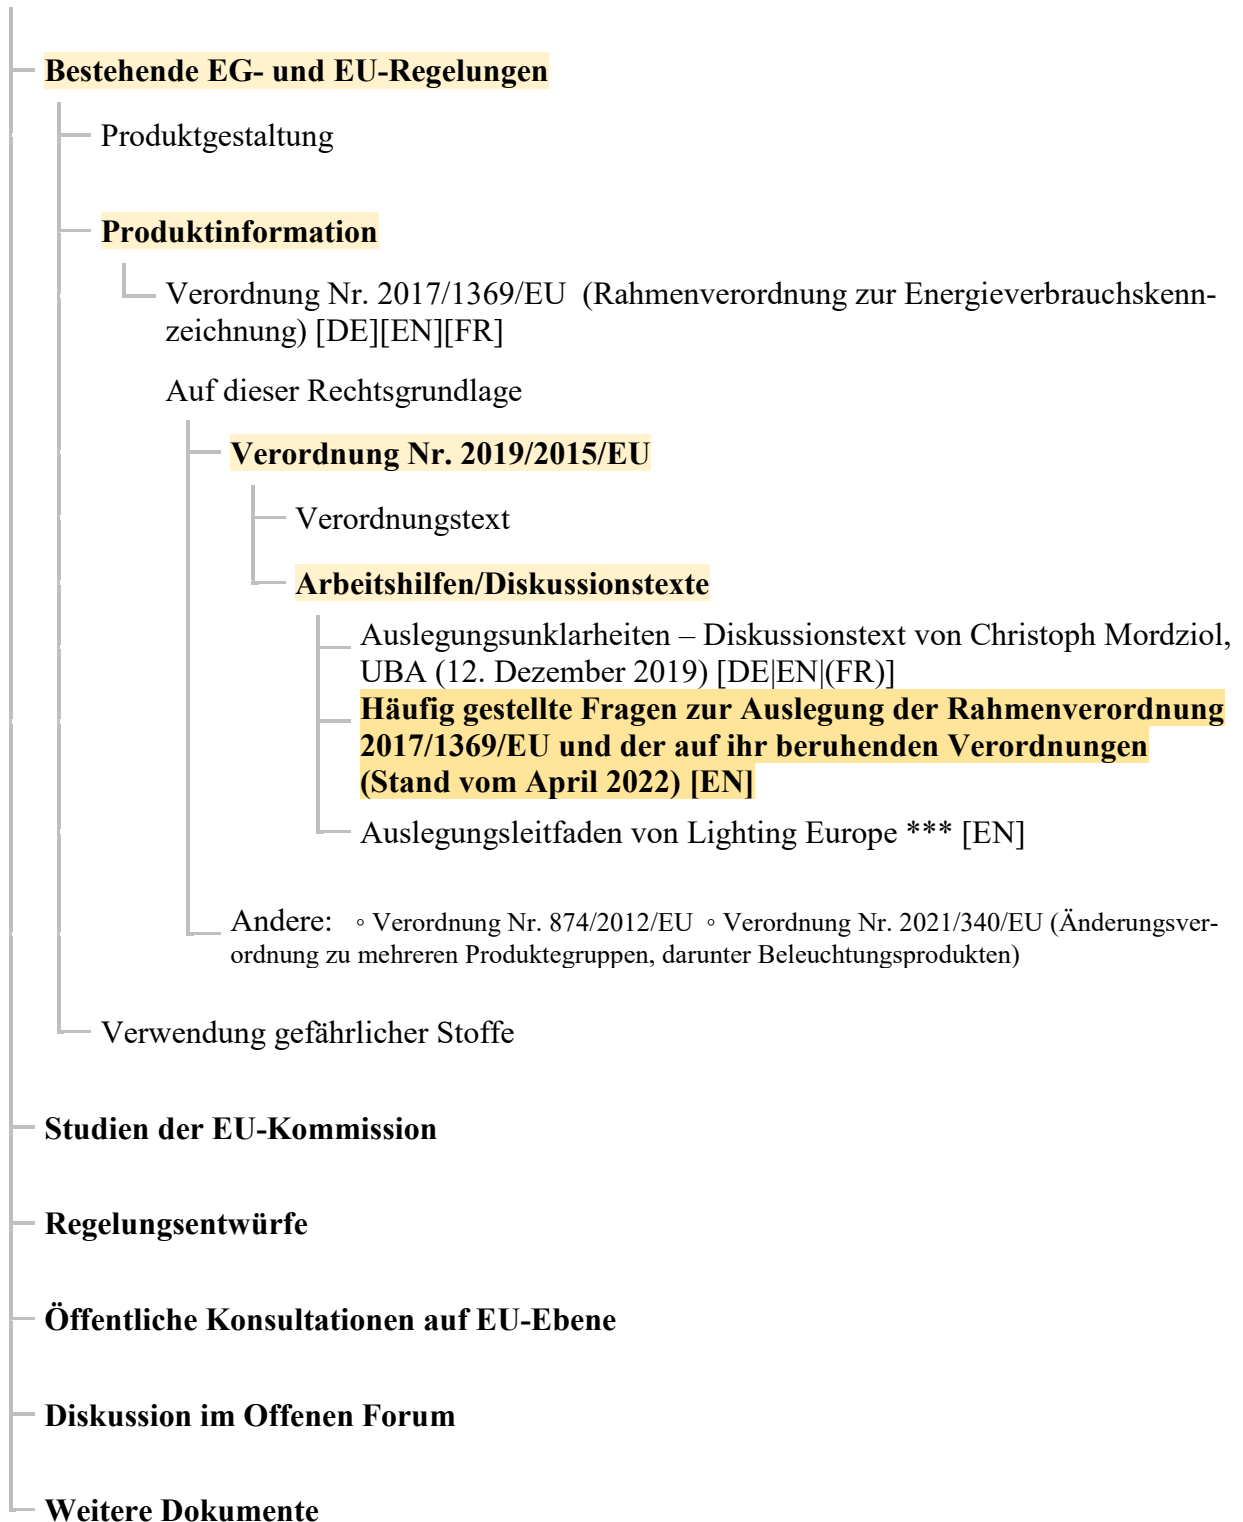 Bestehende EG- und EU-Regelungen
Produktgestaltung
Produktinformation
Verordnung Nr. 2017/1369/EU (Rahmenverordnung zur Energieverbrauchskenn-
zeichnung) [DE][EN][FR]
Auf dieser Rechtsgrundlage
Verordnung Nr. 2019/2015/EU
Verordnungstext
Arbeitshilfen/Diskussionstexte
Auslegungsunklarheiten – Diskussionstext von Christoph Mordziol,
UBA (12. Dezember 2019) [DE|EN|(FR)]
Häufig gestellte Fragen zur Auslegung der Rahmenverordnung
2017/1369/EU und der auf ihr beruhenden Verordnungen
(Stand vom April 2022) [EN]
Auslegungsleitfaden von Lighting Europe *** [EN]
Andere: ◦ Verordnung Nr. 874/2012/EU ◦ Verordnung Nr. 2021/340/EU (Änderungsver-
ordnung zu mehreren Produktegruppen, darunter Beleuchtungsprodukten)
Verwendung gefährlicher Stoffe
Studien der EU-Kommission
Regelungsentwürfe
Öffentliche Konsultationen auf EU-Ebene
Diskussion im Offenen Forum
Weitere Dokumente